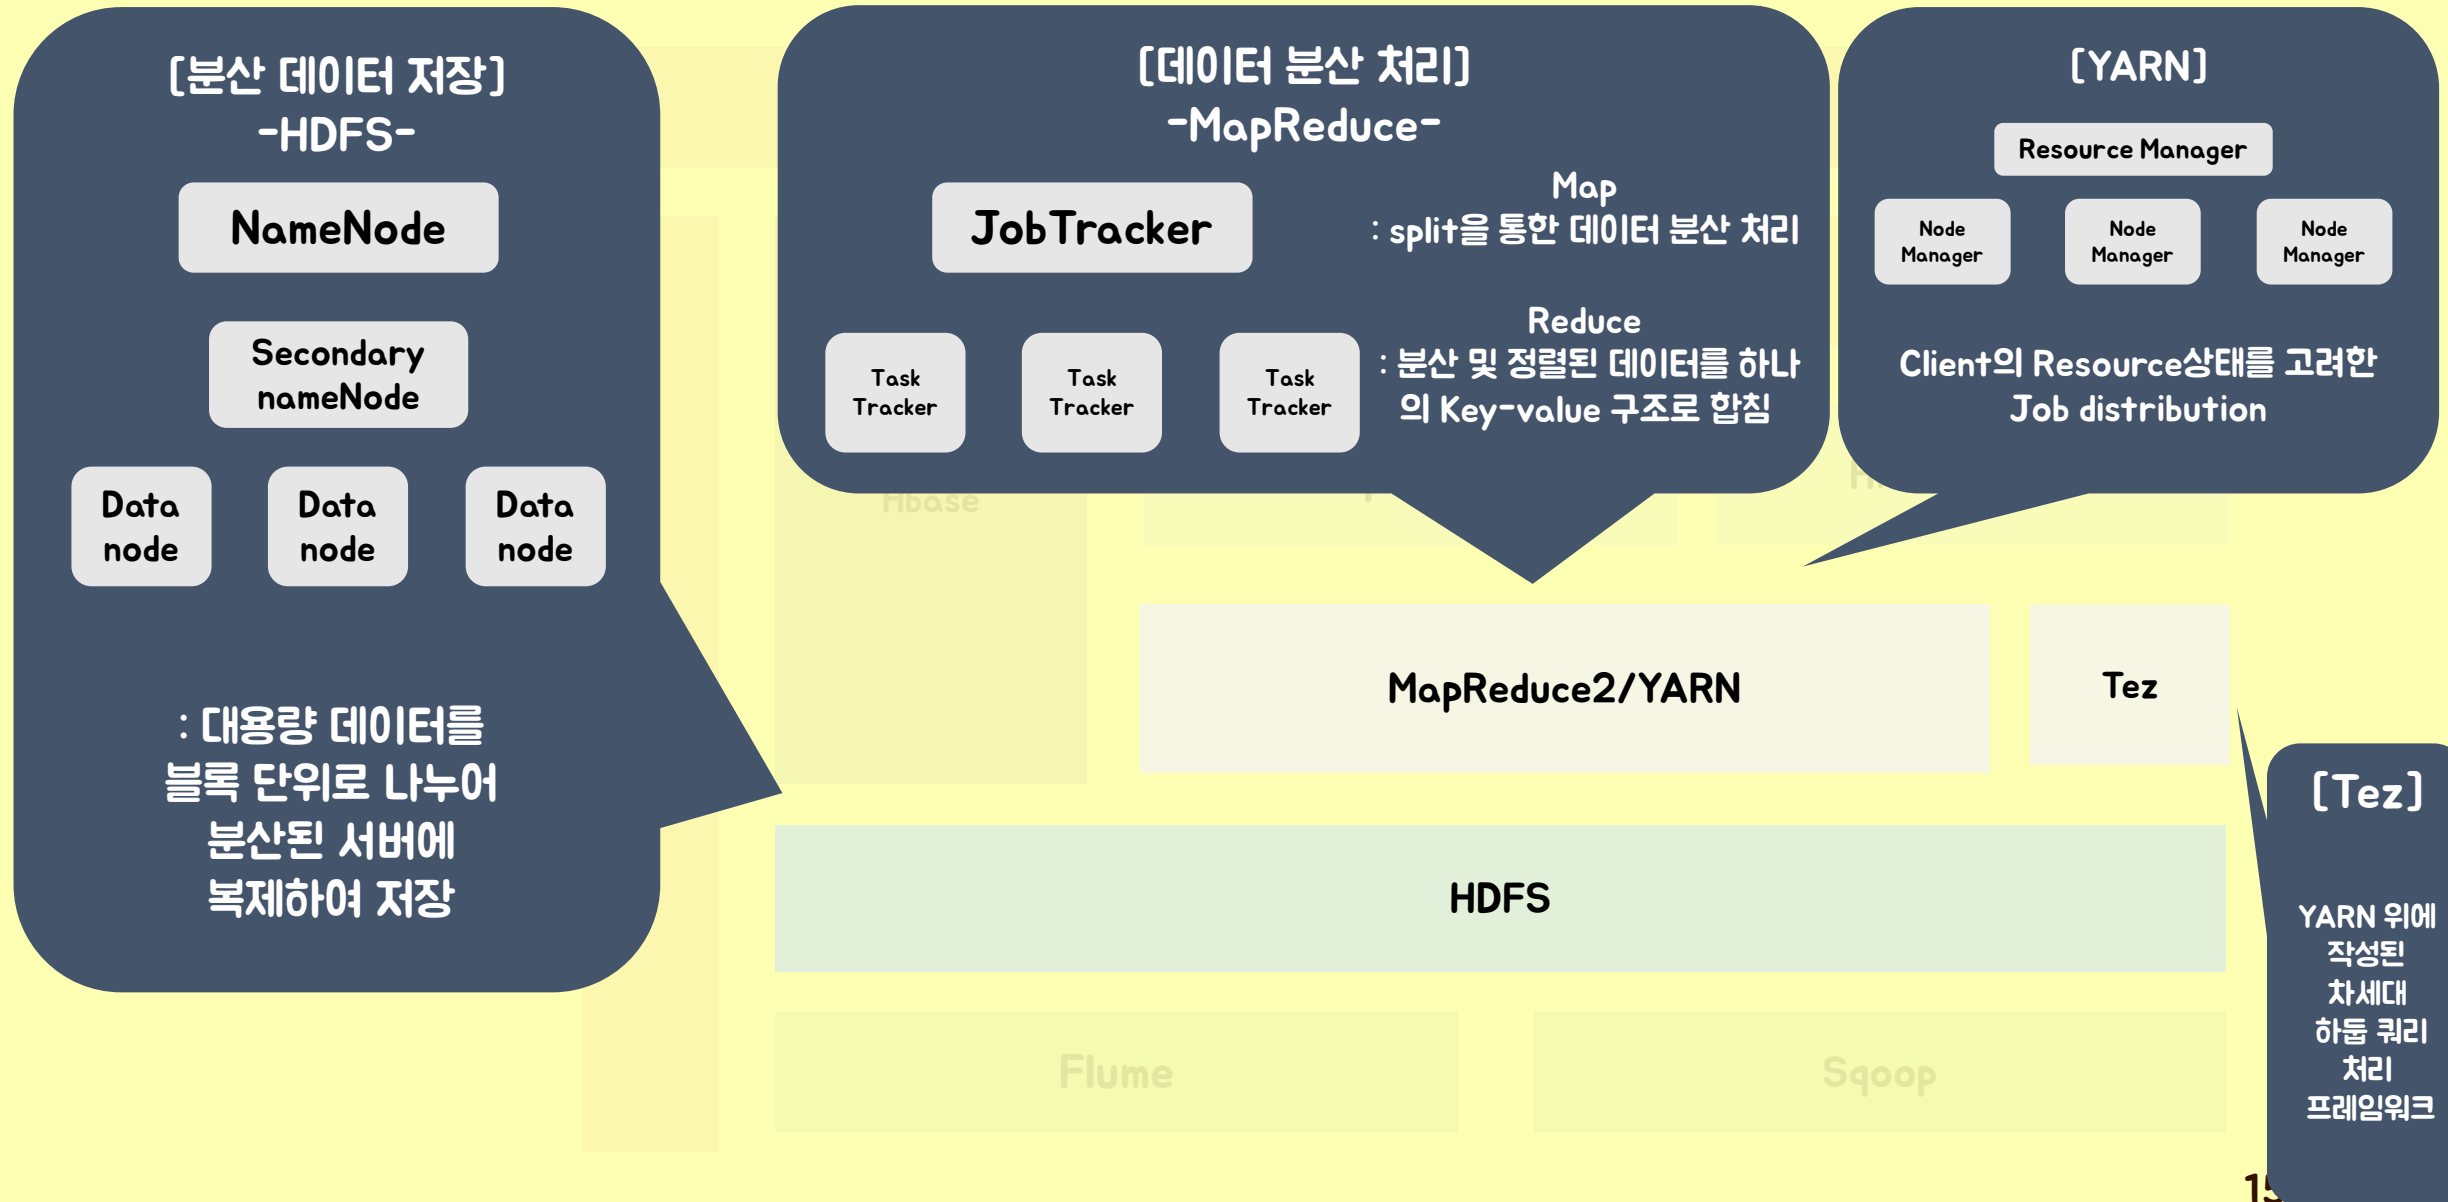 [분산 데이터 저장]
-HDFS-
NameNode
Secondary
nameNode
Data
node
Data
node
Data
node
: 대용량 데이터를
블록 단위로 나누어
분산된 서버에
복제하여 저장
[데이터 분산 처리]
-MapReduce-
JobTracker
Task
Tracker
Task
Tracker
Task
Tracker
Map
: split을 통한 데이터 분산 처리
Reduce
: 분산 및 정렬된 데이터를 하나
의 Key-value 구조로 합침
[YARN]
Resource Manager
Node
Manager
Node
Manager
Node
Manager
Client의 Resource상태를 고려한
Job distribution
Hbase
MapReduce2/YARN
Tez
HDFS
Flume
Sqoop
[Tez]
YARN 위에
작성된
차세대
하둡 쿼리
처리
프레임워크